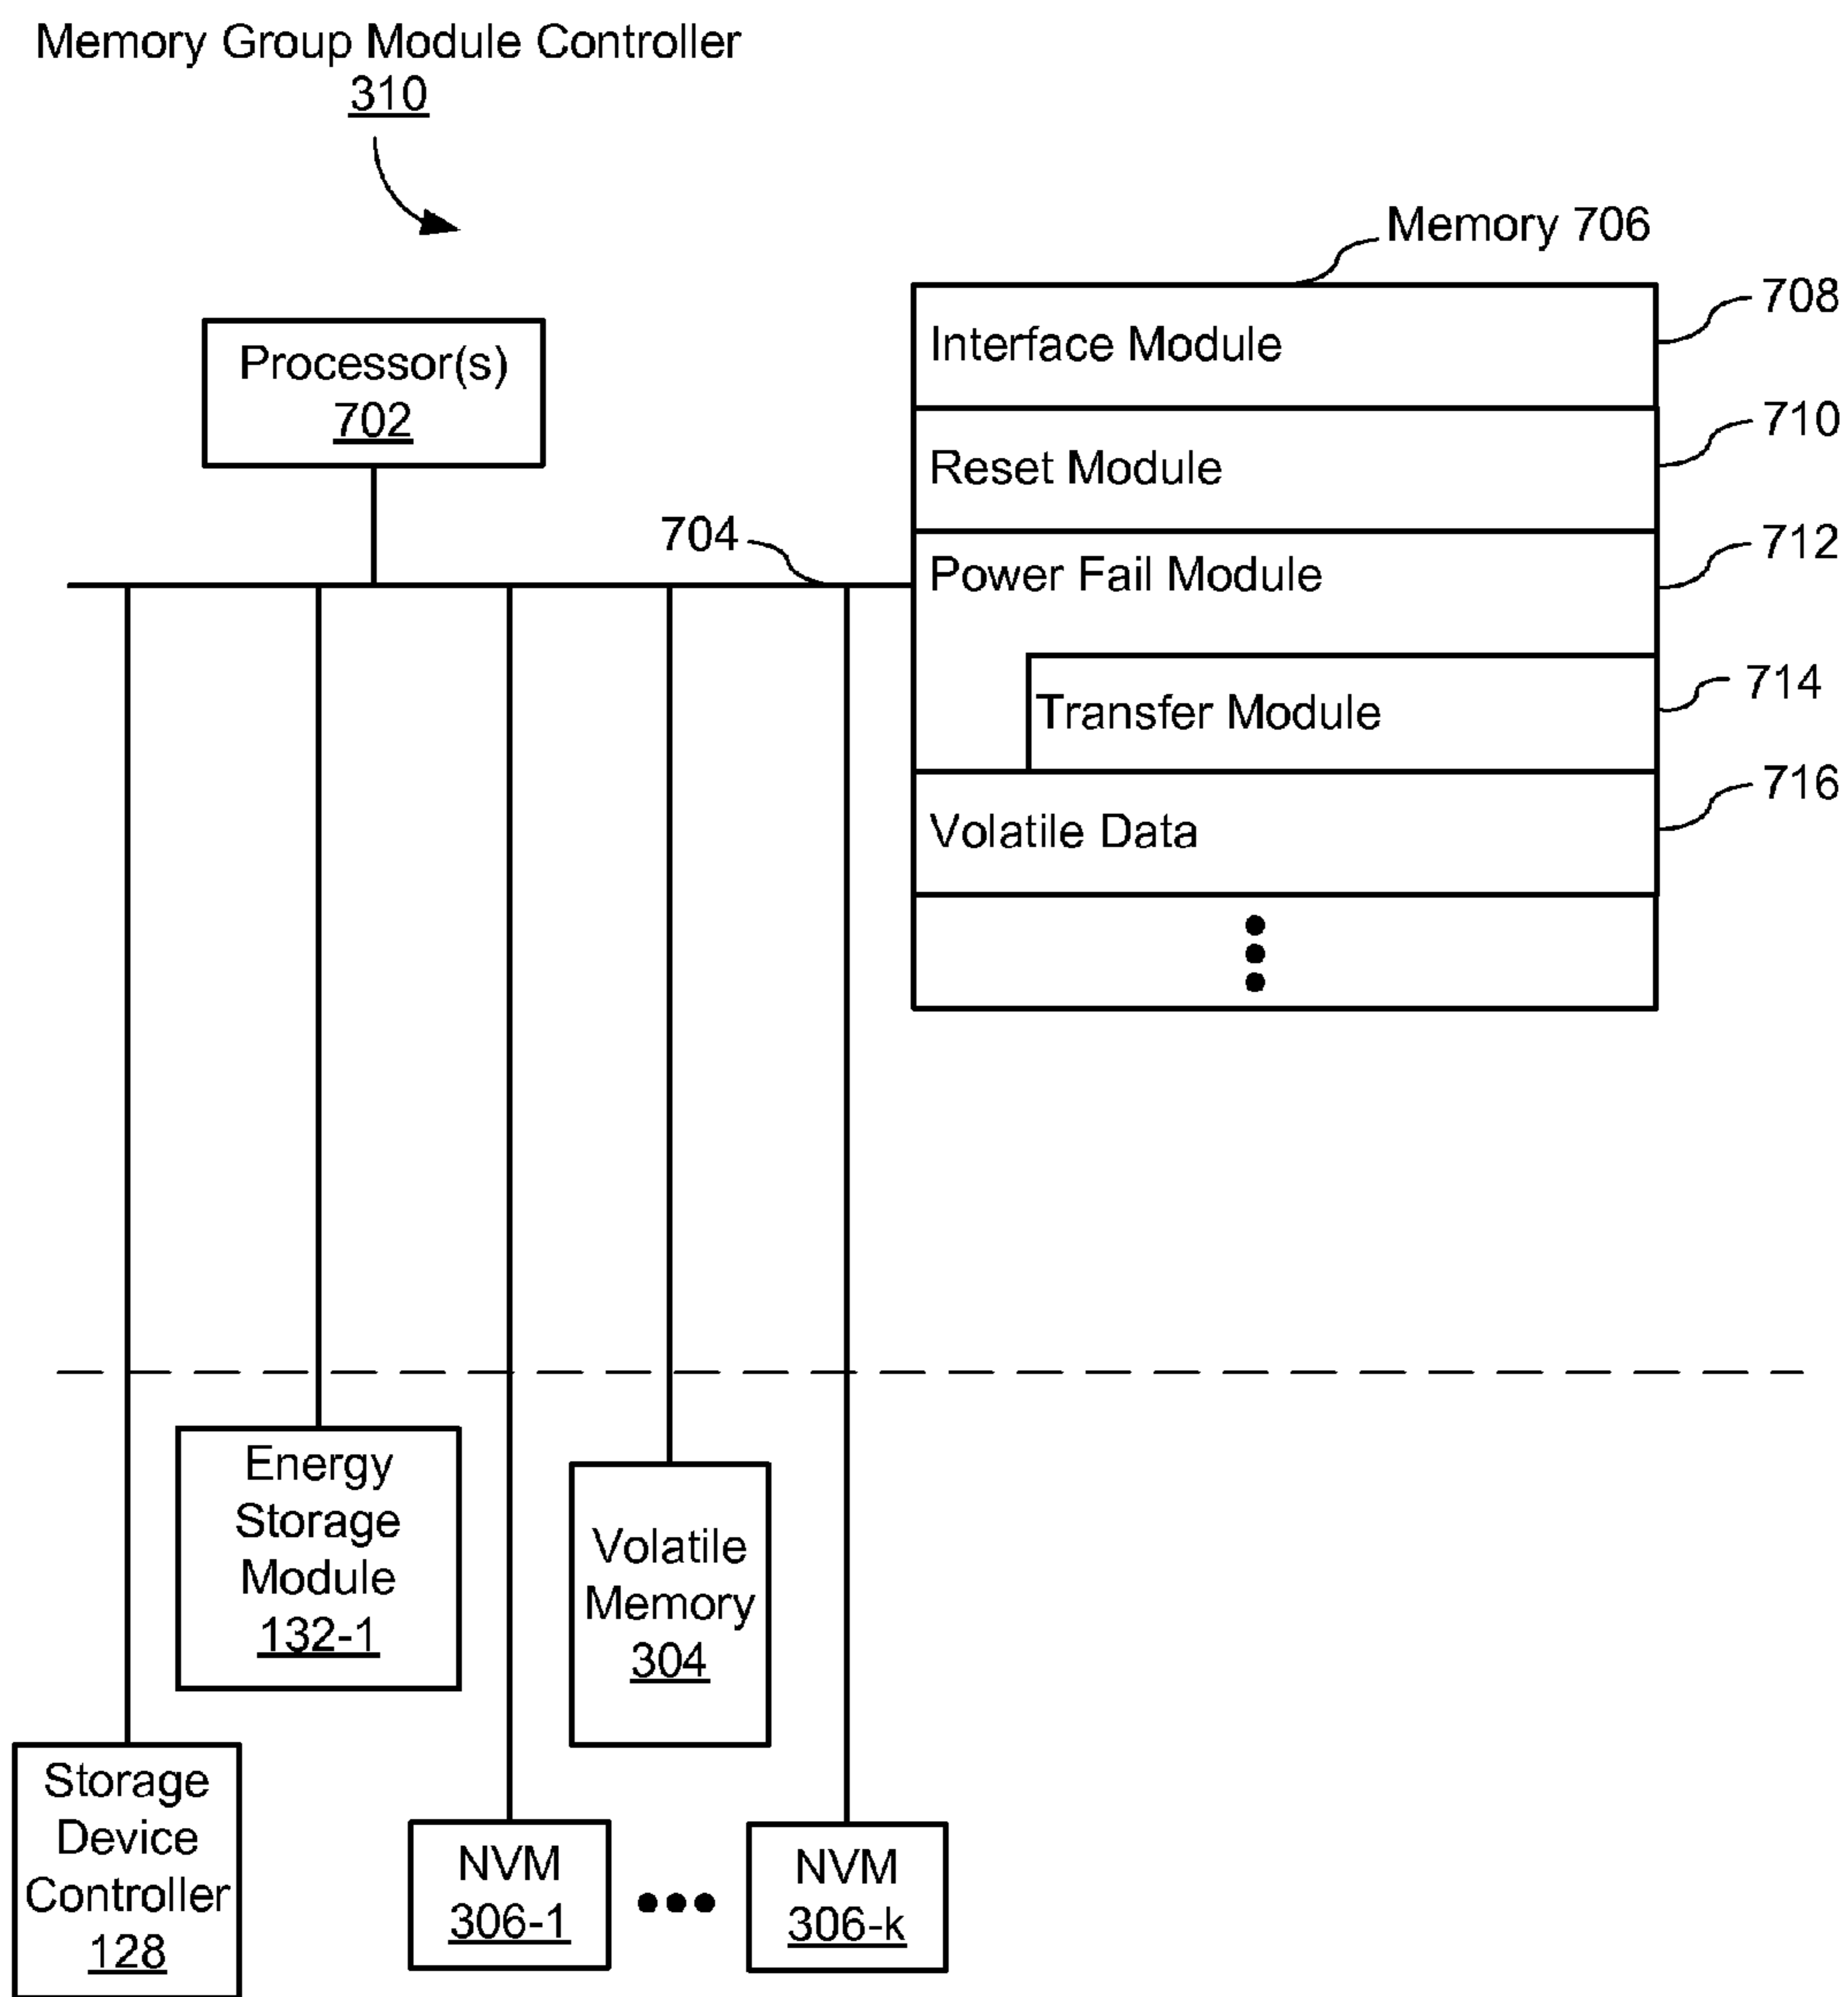 Memory Group Module Controller
310
Memory 706
708
Interface Module
Processor(s)
702
710
Reset Module
704
712
Power Fail Module
714
Transfer Module
716
Volatile Data
Energy
Storage
Module
132-1
Volatile
Memory
304
Storage
Device
Controller
128
NVM
306-1
NVM
306-k